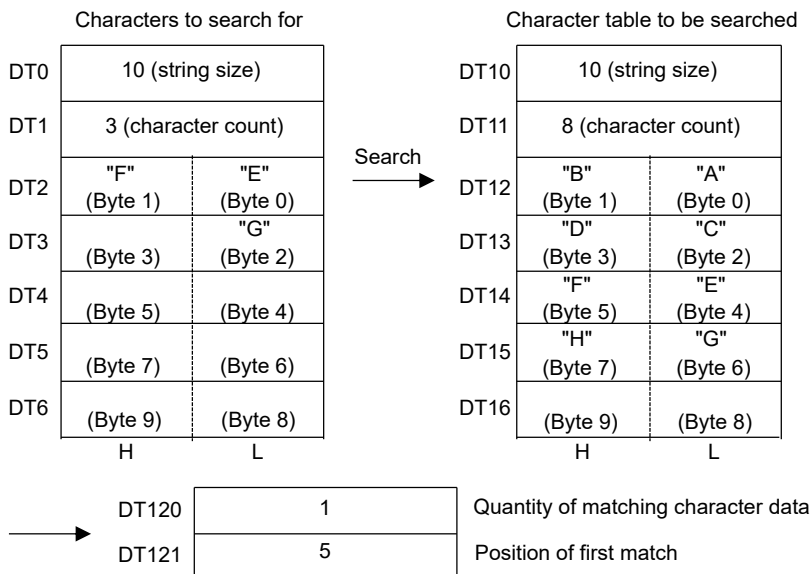 Characters to search for
DT0 10 (string size)
DT1 3 (character count)
DT2 "F" (Byte 1) "E" (Byte 0)
DT3 (Byte 3) "G" (Byte 2)
DT4 (Byte 5) (Byte 4)
DT5 (Byte 7) (Byte 6)
DT6 (Byte 9) (Byte 8)
H L
Search
Character table to be searched
DT10 10 (string size)
DT11 8 (character count)
DT12 "B" (Byte 1) "A" (Byte 0)
DT13 "D" (Byte 3) "C" (Byte 2)
DT14 "F" (Byte 5) "E" (Byte 4)
DT15 "H" (Byte 7) "G" (Byte 6)
DT16 (Byte 9) (Byte 8)
H L
DT120 1 Quantity of matching character data
DT121 5 Position of first match